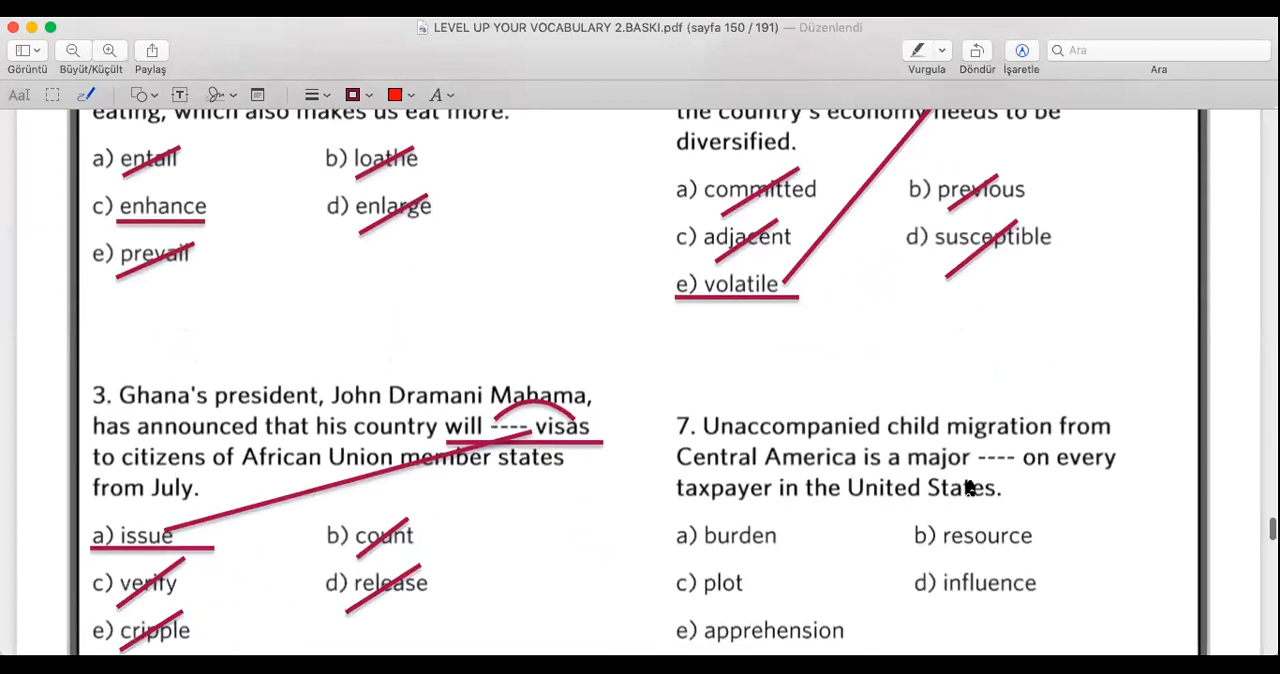 LEVEL UP YOUR VOCABULARY 2.BASKI.pdf (sayfa 150 / 191) — Düzenlendi
Görüntü Büyüt/Küçült Paylaş Vurgula Döndür İşaretle Ara
Ara
eating, which also makes us eat more.
a) entail b) loathe
c) enhance d) enlarge
e) prevail
3. Ghana's president, John Dramani Mahama,
has announced that his country will ---- visas
to citizens of African Union member states
from July.
a) issue b) count
c) verify d) release
e) cripple
the country's economy needs to be
diversified.
a) committed b) previous
c) adjacent d) susceptible
e) volatile
7. Unaccompanied child migration from
Central America is a major ---- on every
taxpayer in the United States.
a) burden b) resource
c) plot d) influence
e) apprehension